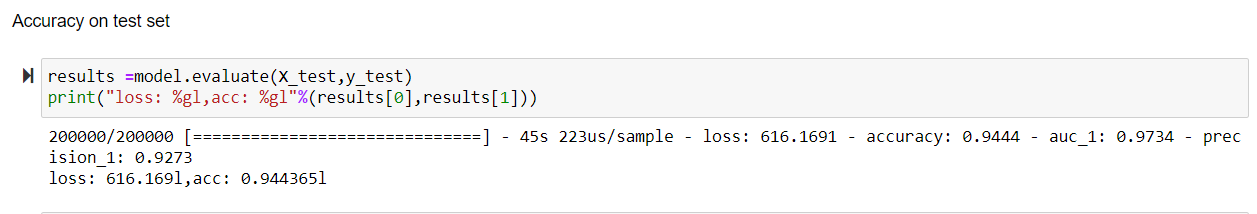 Accuracy on test set
results =model.evaluate(X_test,y_test)
print("loss: %gl,acc: %gl"%(results[0],results[1]))
200000/200000 [==============================] - 45s 223us/sample - loss: 616.1691 - accuracy: 0.9444 - auc_1: 0.9734 - prec
ision_1: 0.9273
loss: 616.169l,acc: 0.944365l